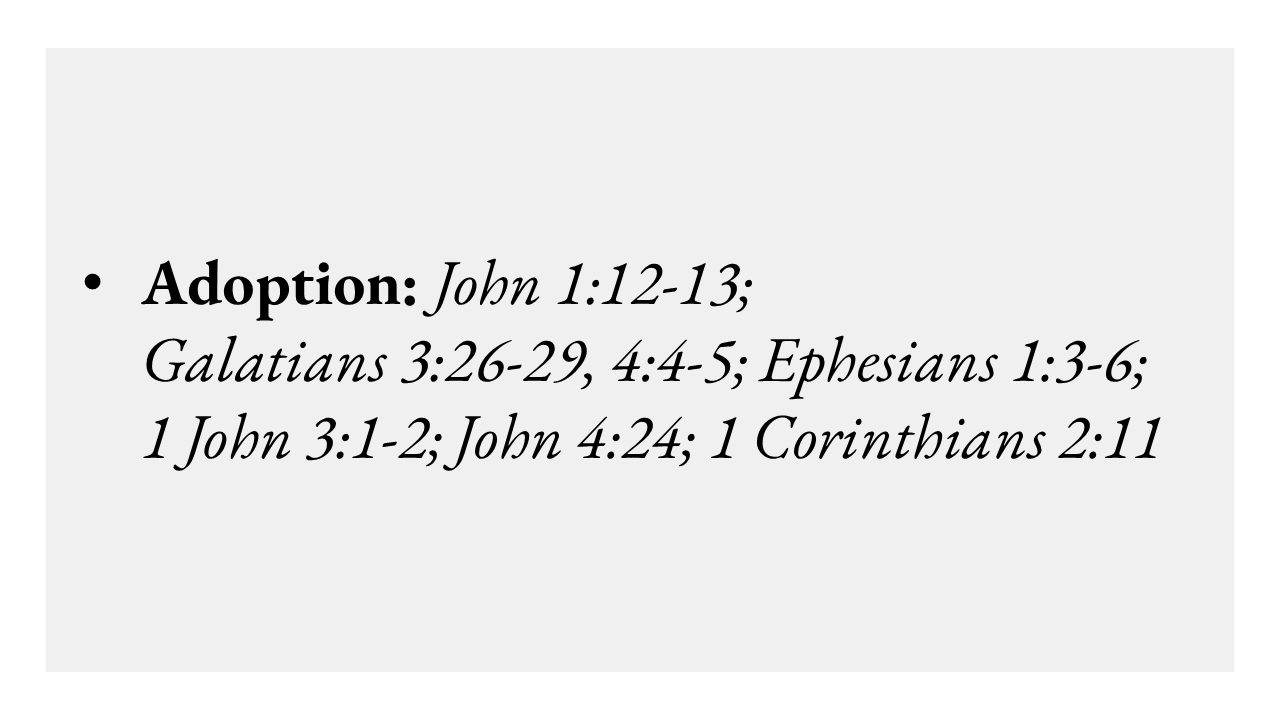 • Adoption: John 1:12-13;
Galatians 3:26-29, 4:4-5; Ephesians 1:3-6;
1 John 3:1-2; John 4:24; 1 Corinthians 2:11